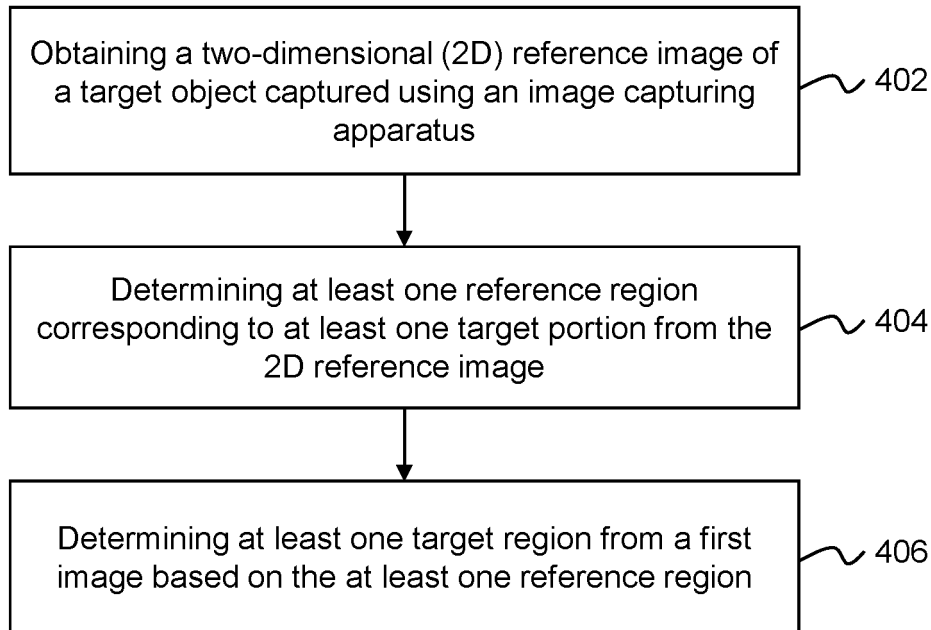 Obtaining a two-dimensional (2D) reference image of
a target object captured using an image capturing
apparatus
402
Determining at least one reference region
corresponding to at least one target portion from the
2D reference image
404
Determining at least one target region from a first
image based on the at least one reference region
406